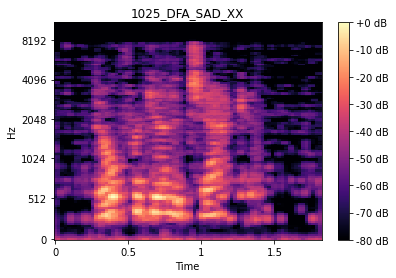 1025_DFA_SAD_XX
Hz
8192
4096
2048
1024
512
0
0
0.5
1
1.5
Time
+0 dB
-10 dB
-20 dB
-30 dB
-40 dB
-50 dB
-60 dB
-70 dB
-80 dB